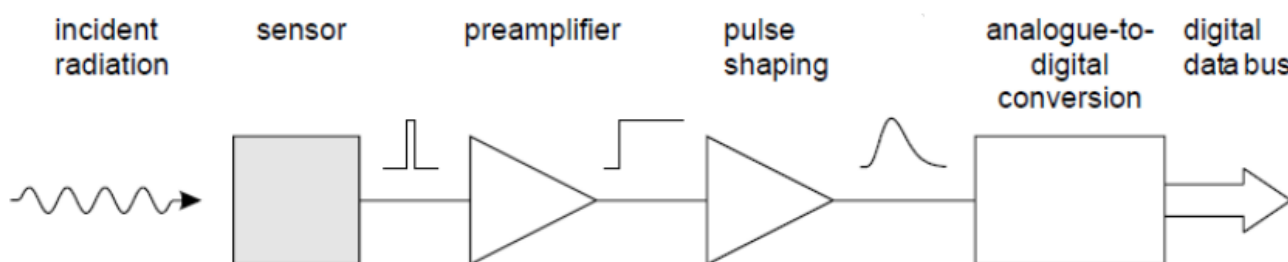 incident
radiation
sensor
preamplifier
pulse
shaping
analogue-to-
digital
conversion
digital
data bus